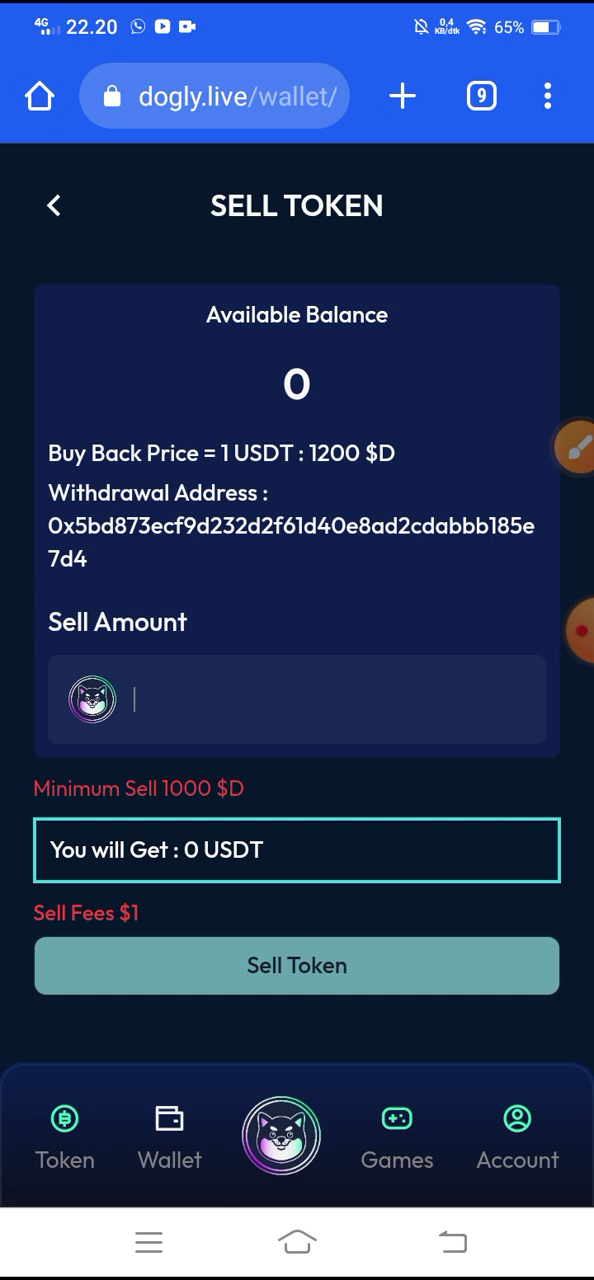 4G 22.20 0,4 KB/dtk 65%
dogly.live/wallet/ 9
SELL TOKEN
Available Balance
0
Buy Back Price = 1 USDT : 1200 $D
Withdrawal Address :
0x5bd873ecf9d232d2f61d40e8ad2cdabbb185e
7d4
Sell Amount
Minimum Sell 1000 $D
You will Get : 0 USDT
Sell Fees $1
Sell Token
Token Wallet Games Account